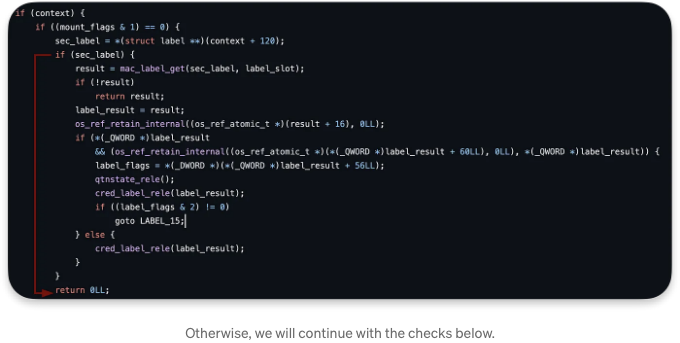 if (context) {
if ((mount_flags & 1) == 0) {
sec_label = *(struct label **)(context + 120);
if (sec_label) {
result = mac_label_get(sec_label, label_slot);
if (!result)
return result;
label_result = result;
os_ref_retain_internal((os_ref_atomic_t *)(result + 16), 0LL);
if (*(_QWORD *)label_result
&& (os_ref_retain_internal((os_ref_atomic_t *)(*(_QWORD *)label_result + 60LL), 0LL), *(_QWORD *)label_result)) {
label_flags = *(_DWORD *)(*(_QWORD *)label_result + 56LL);
qtnstate_rele();
cred_label_rele(label_result);
if ((label_flags & 2) != 0)
goto LABEL_15;
} else {
cred_label_rele(label_result);
}
}
return 0LL;
Otherwise, we will continue with the checks below.